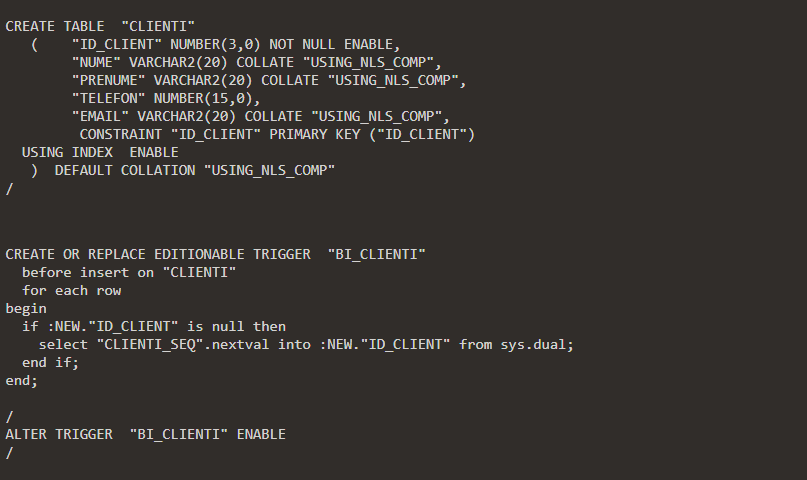 CREATE TABLE  "CLIENTI"
   (    "ID_CLIENT" NUMBER(3,0) NOT NULL ENABLE,
        "NUME" VARCHAR2(20) COLLATE "USING_NLS_COMP",
        "PRENUME" VARCHAR2(20) COLLATE "USING_NLS_COMP",
        "TELEFON" NUMBER(15,0),
        "EMAIL" VARCHAR2(20) COLLATE "USING_NLS_COMP",
         CONSTRAINT "ID_CLIENT" PRIMARY KEY ("ID_CLIENT")
  USING INDEX  ENABLE
   )  DEFAULT COLLATION "USING_NLS_COMP"
/
CREATE OR REPLACE EDITIONABLE TRIGGER  "BI_CLIENTI"
  before insert on "CLIENTI"
  for each row
begin
  if :NEW."ID_CLIENT" is null then
    select "CLIENTI_SEQ".nextval into :NEW."ID_CLIENT" from sys.dual;
  end if;
end;
/
ALTER TRIGGER  "BI_CLIENTI" ENABLE
/